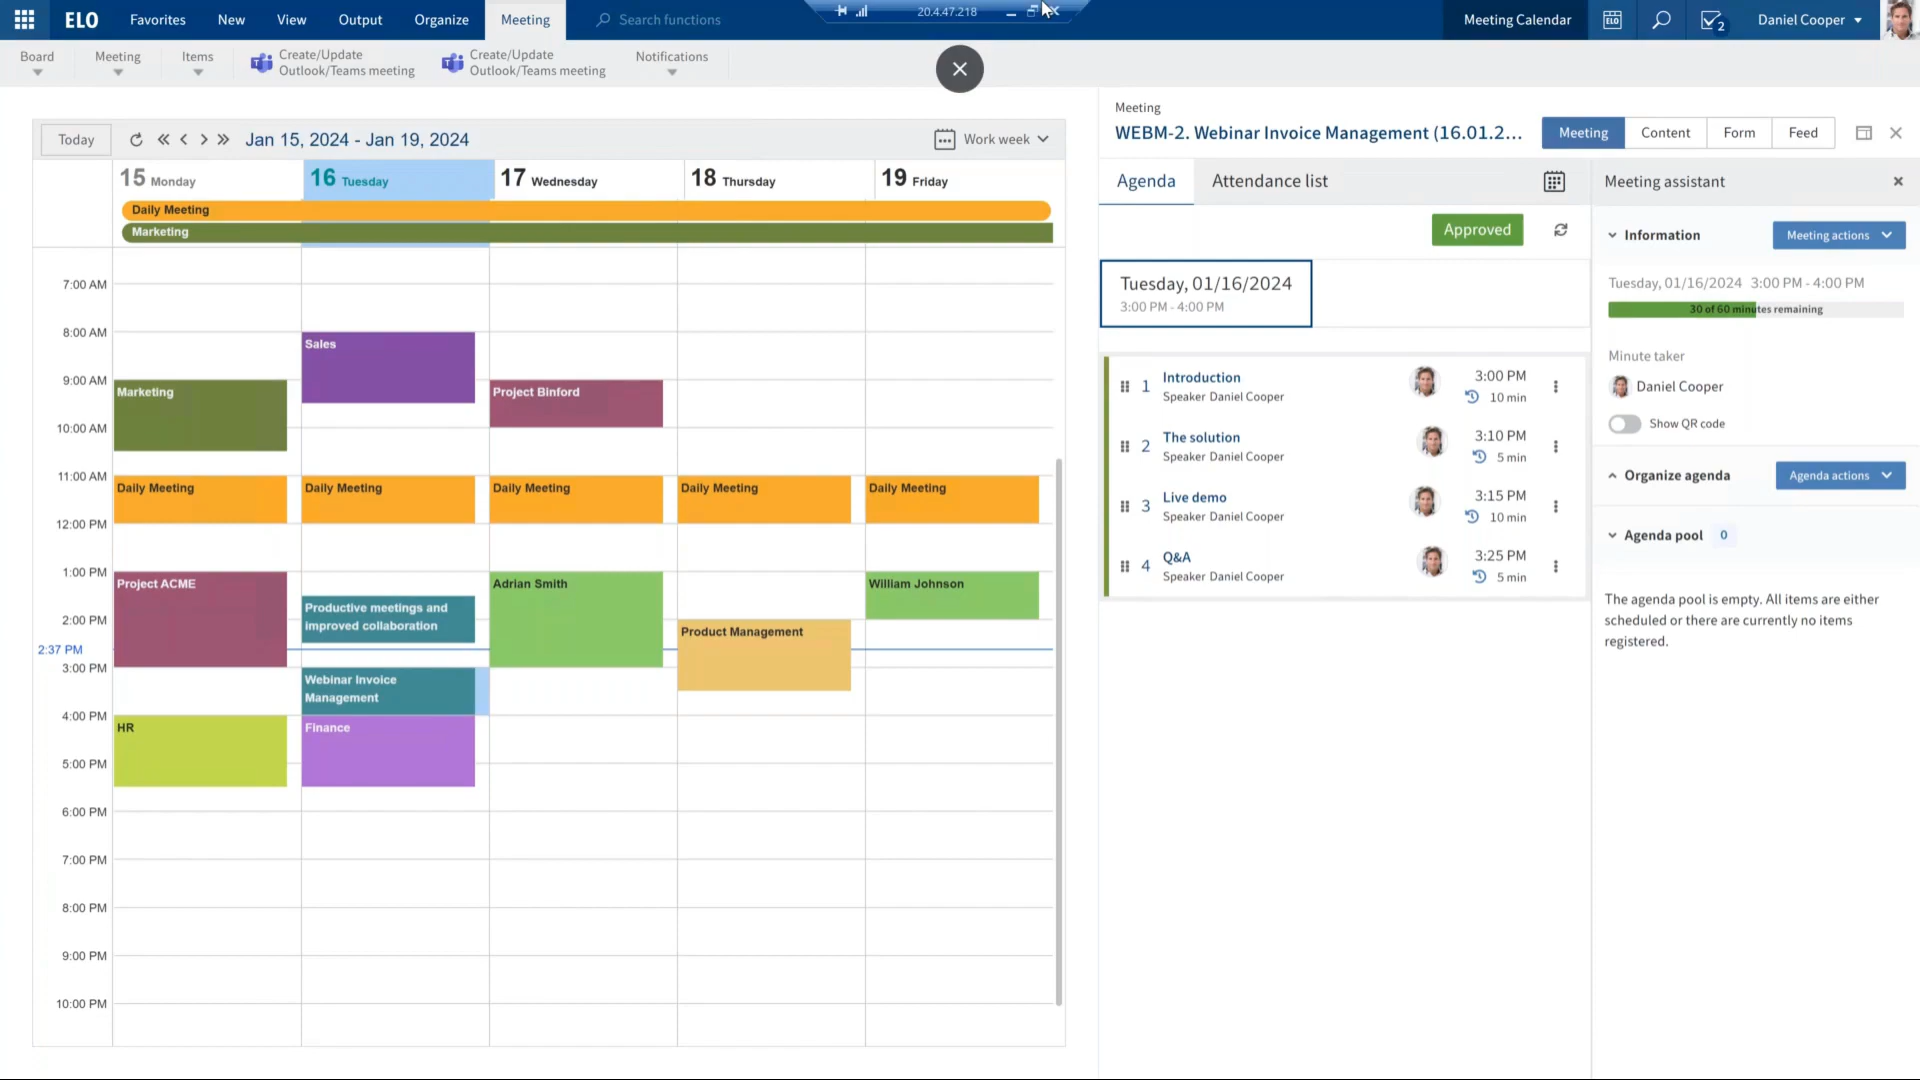 ELO Favorites New View Output Organize Meeting Search functions 20.4.47.218 Meeting Calendar ELO 2 Daniel Cooper
Board Meeting Items Create/Update Outlook/Teams meeting Create/Update Outlook/Teams meeting Notifications
Today Jan 15, 2024 - Jan 19, 2024 Work week
15 Monday 16 Tuesday 17 Wednesday 18 Thursday 19 Friday
Daily Meeting
Marketing
7:00 AM
8:00 AM
Sales
9:00 AM
Marketing Project Binford
10:00 AM
11:00 AM
Daily Meeting Daily Meeting Daily Meeting Daily Meeting Daily Meeting
12:00 PM
1:00 PM
Project ACME Adrian Smith William Johnson
Productive meetings and
improved collaboration
2:00 PM
Product Management
2:37 PM
3:00 PM
Webinar Invoice
Management
4:00 PM
HR Finance
5:00 PM
6:00 PM
7:00 PM
8:00 PM
9:00 PM
10:00 PM
Meeting
WEBM-2. Webinar Invoice Management (16.01.2... Meeting Content Form Feed
Agenda Attendance list
Approved
Tuesday, 01/16/2024
3:00 PM - 4:00 PM
1 Introduction 3:00 PM
Speaker Daniel Cooper 10 min
2 The solution 3:10 PM
Speaker Daniel Cooper 5 min
3 Live demo 3:15 PM
Speaker Daniel Cooper 10 min
4 Q&A 3:25 PM
Speaker Daniel Cooper 5 min
Meeting assistant
Information Meeting actions
Tuesday, 01/16/2024 3:00 PM - 4:00 PM
30 of 60 minutes remaining
Minute taker
Daniel Cooper
Show QR code
Organize agenda Agenda actions
Agenda pool 0
The agenda pool is empty. All items are either
scheduled or there are currently no items
registered.